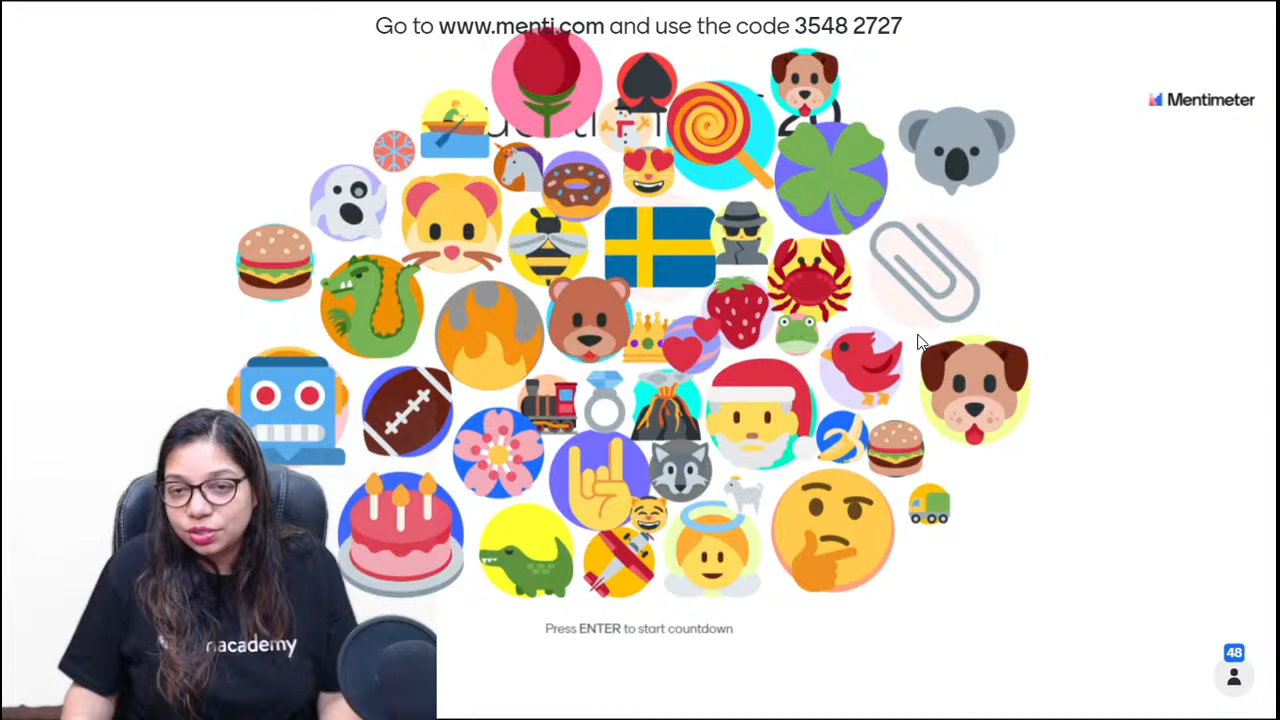 Go to www.menti.com and use the code 3548 2727
Mentimeter
nacademy
Press ENTER to start countdown
48